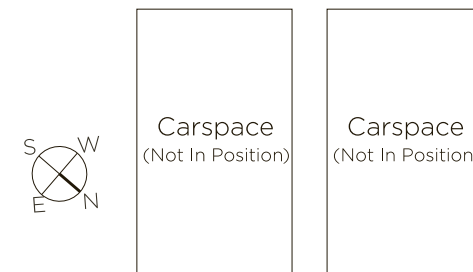 Carspace
(Not In Position)
Carspace
(Not In Position
S
W
E
N